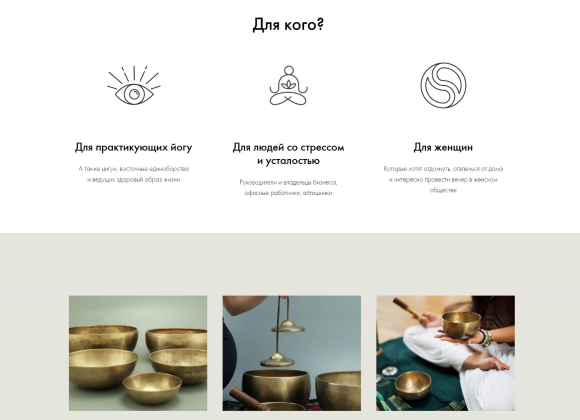 Для кого?
Для практикующих йогу
А также цигун, восточные единоборства
и ведущих здоровый образ жизни
Для людей со стрессом
и усталостью
Руководители и владельцы бизнеса,
офисные работники, айтишники
Для женщин
Которые хотят отдохнуть, отвлечься от дома
и интересно провести вечер в женском
обществе